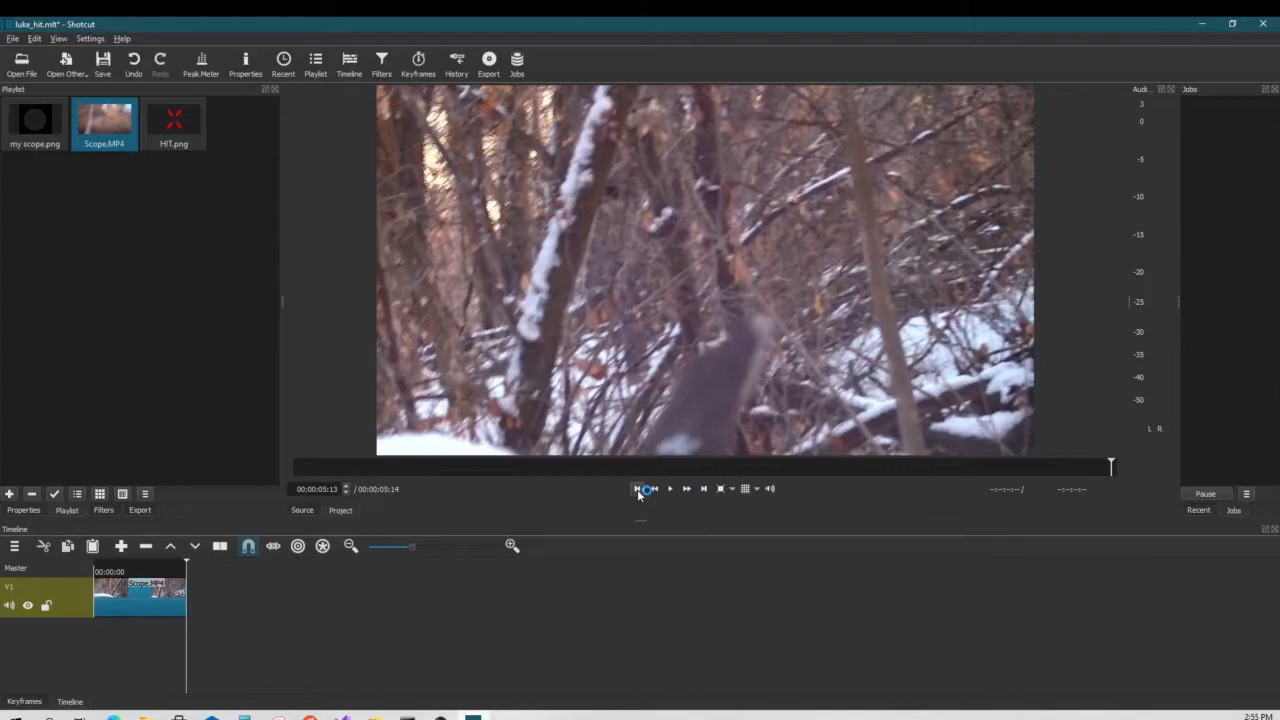 luke_hit.mlt* - Shotcut
File Edit View Settings Help
Open File Open Other.. Save Undo Redo Peak Meter Properties Recent Playlist Timeline Filters Keyframes History Export Jobs
Playlist
Audi...
Jobs
my scope.png Scope.MP4 HIT.png
3
0
-5
-10
-15
-20
-25
-30
-35
-40
-50
L R
00:00:05:13 / 00:00:05:14
--:--:--:-- / --:--:--:--
Pause
Properties Playlist Filters Export
Source Project
Recent Jobs
Timeline
Master
00:00:00
V1
Scope.MP4
Keyframes Timeline
2:55 PM